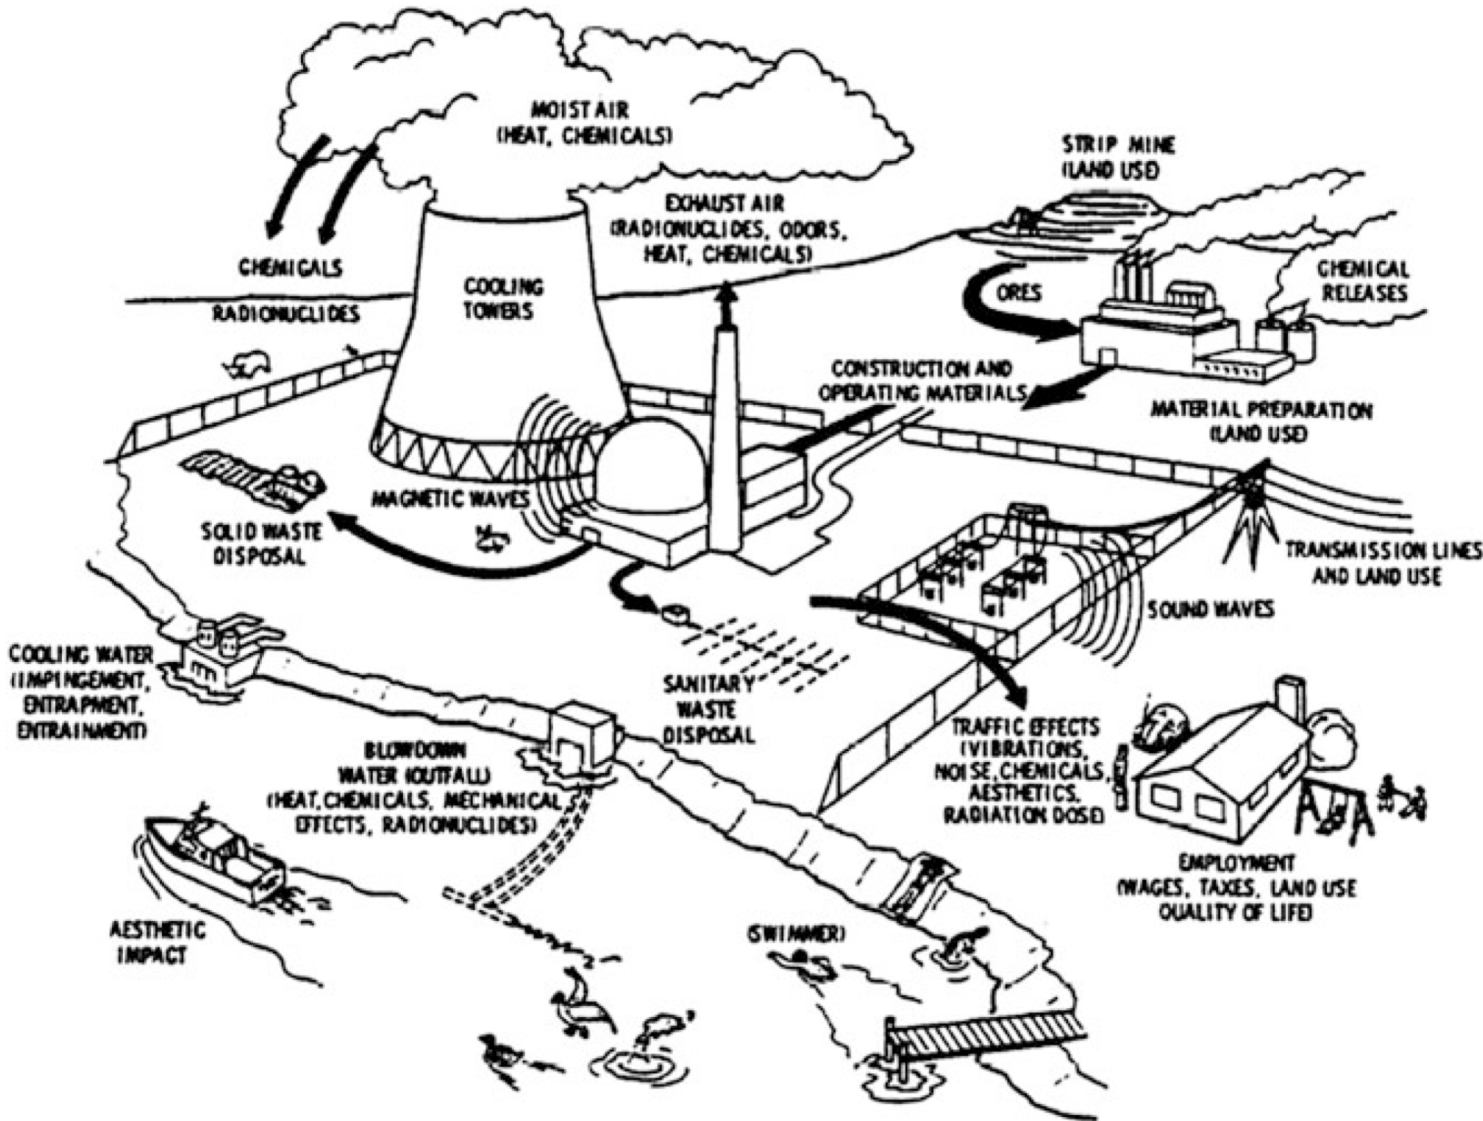 MOIST AIR
(HEAT, CHEMICALS)
STRIP MINE
(LAND USE)
EXHAUST AIR
(RADIONUCLIDES, ODORS,
HEAT, CHEMICALS)
CHEMICALS
RADIONUCLIDES
COOLING
TOWERS
ORES
CHEMICAL
RELEASES
CONSTRUCTION AND
OPERATING MATERIALS
MATERIAL PREPARATION
(LAND USE)
MAGNETIC WAVES
SOLID WASTE
DISPOSAL
TRANSMISSION LINES
AND LAND USE
SOUND WAVES
COOLING WATER
(IMPINGEMENT,
ENTRAPMENT,
ENTRAINMENT)
SANITARY
WASTE
DISPOSAL
BLOWDOWN
WATER (OUTFALL)
(HEAT, CHEMICALS, MECHANICAL
EFFECTS, RADIONUCLIDES)
TRAFFIC EFFECTS
(VIBRATIONS,
NOISE, CHEMICALS,
AESTHETICS,
RADIATION DOSE)
EMPLOYMENT
(WAGES, TAXES, LAND USE
QUALITY OF LIFE)
AESTHETIC
IMPACT
(SWIMMER)